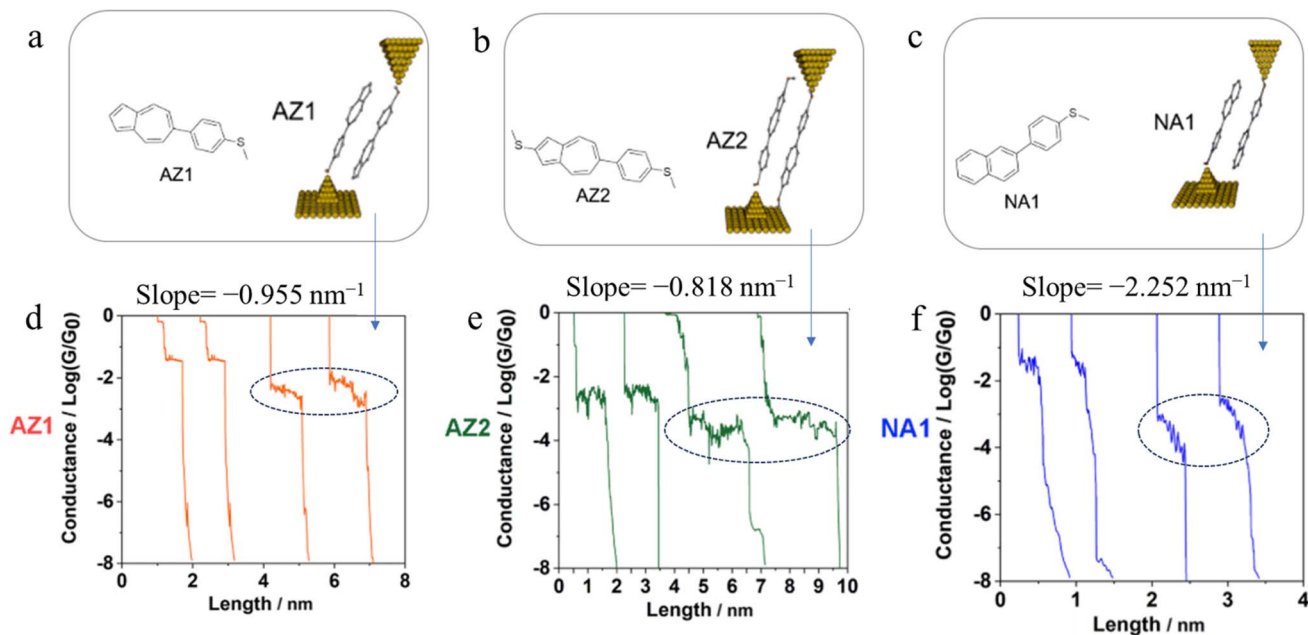 a
AZ1
AZ1
b
S
S
AZ2
AZ2
c
S
NA1
NA1
S
Slope= −0.955 nm⁻¹
Slope= −0.818 nm⁻¹
Slope= −2.252 nm⁻¹
d
AZ1
Conductance / Log(G/G₀)
0
-2
-4
-6
-8
0 2 4 6 8
Length / nm
e
AZ2
Conductance / Log(G/G₀)
0
-2
-4
-6
-8
0 1 2 3 4 5 6 7 8 9 10
Length / nm
f
NA1
Conductance / Log(G/G₀)
0
-2
-4
-6
-8
0 1 2 3 4
Length / nm